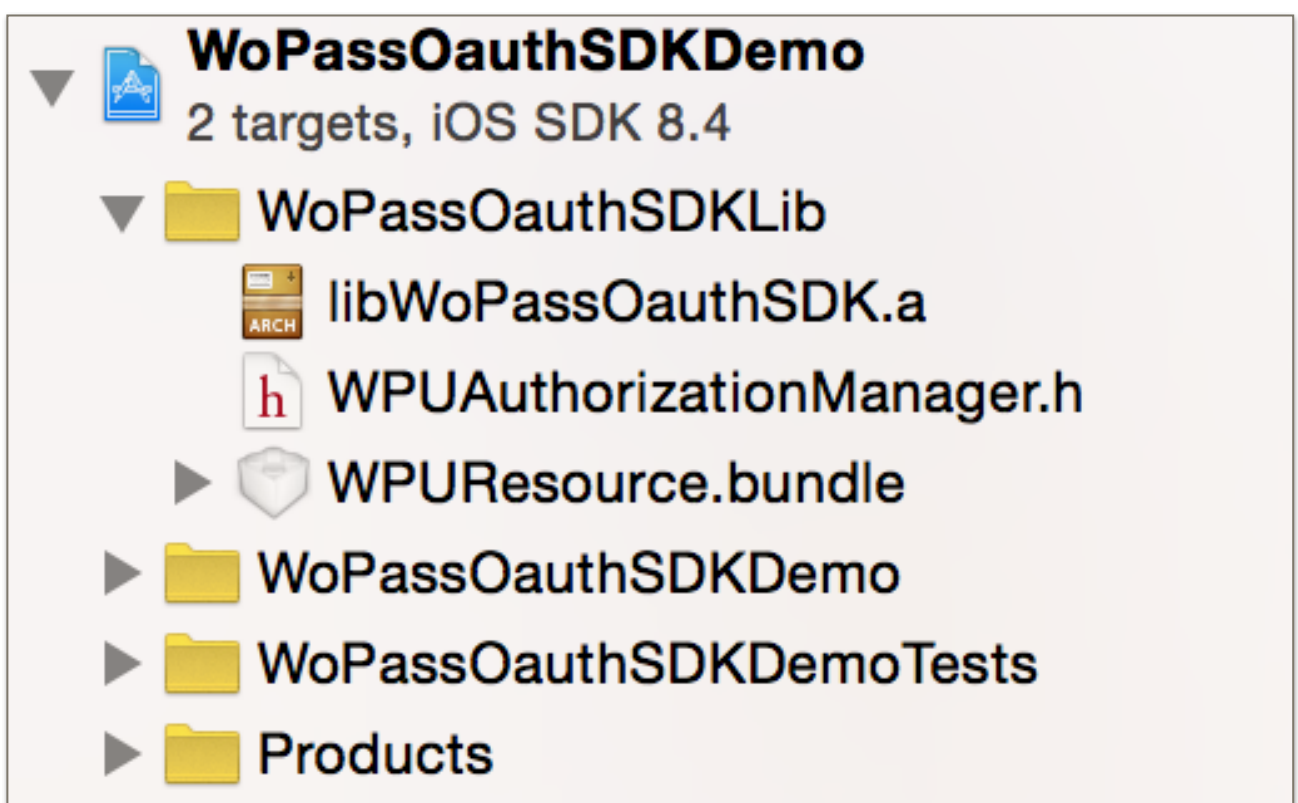 WoPassOauthSDKDemo
2 targets, iOS SDK 8.4
WoPassOauthSDKLib
ARCH libWoPassOauthSDK.a
h WPUAuthorizationManager.h
WPUResource.bundle
WoPassOauthSDKDemo
WoPassOauthSDKDemoTests
Products